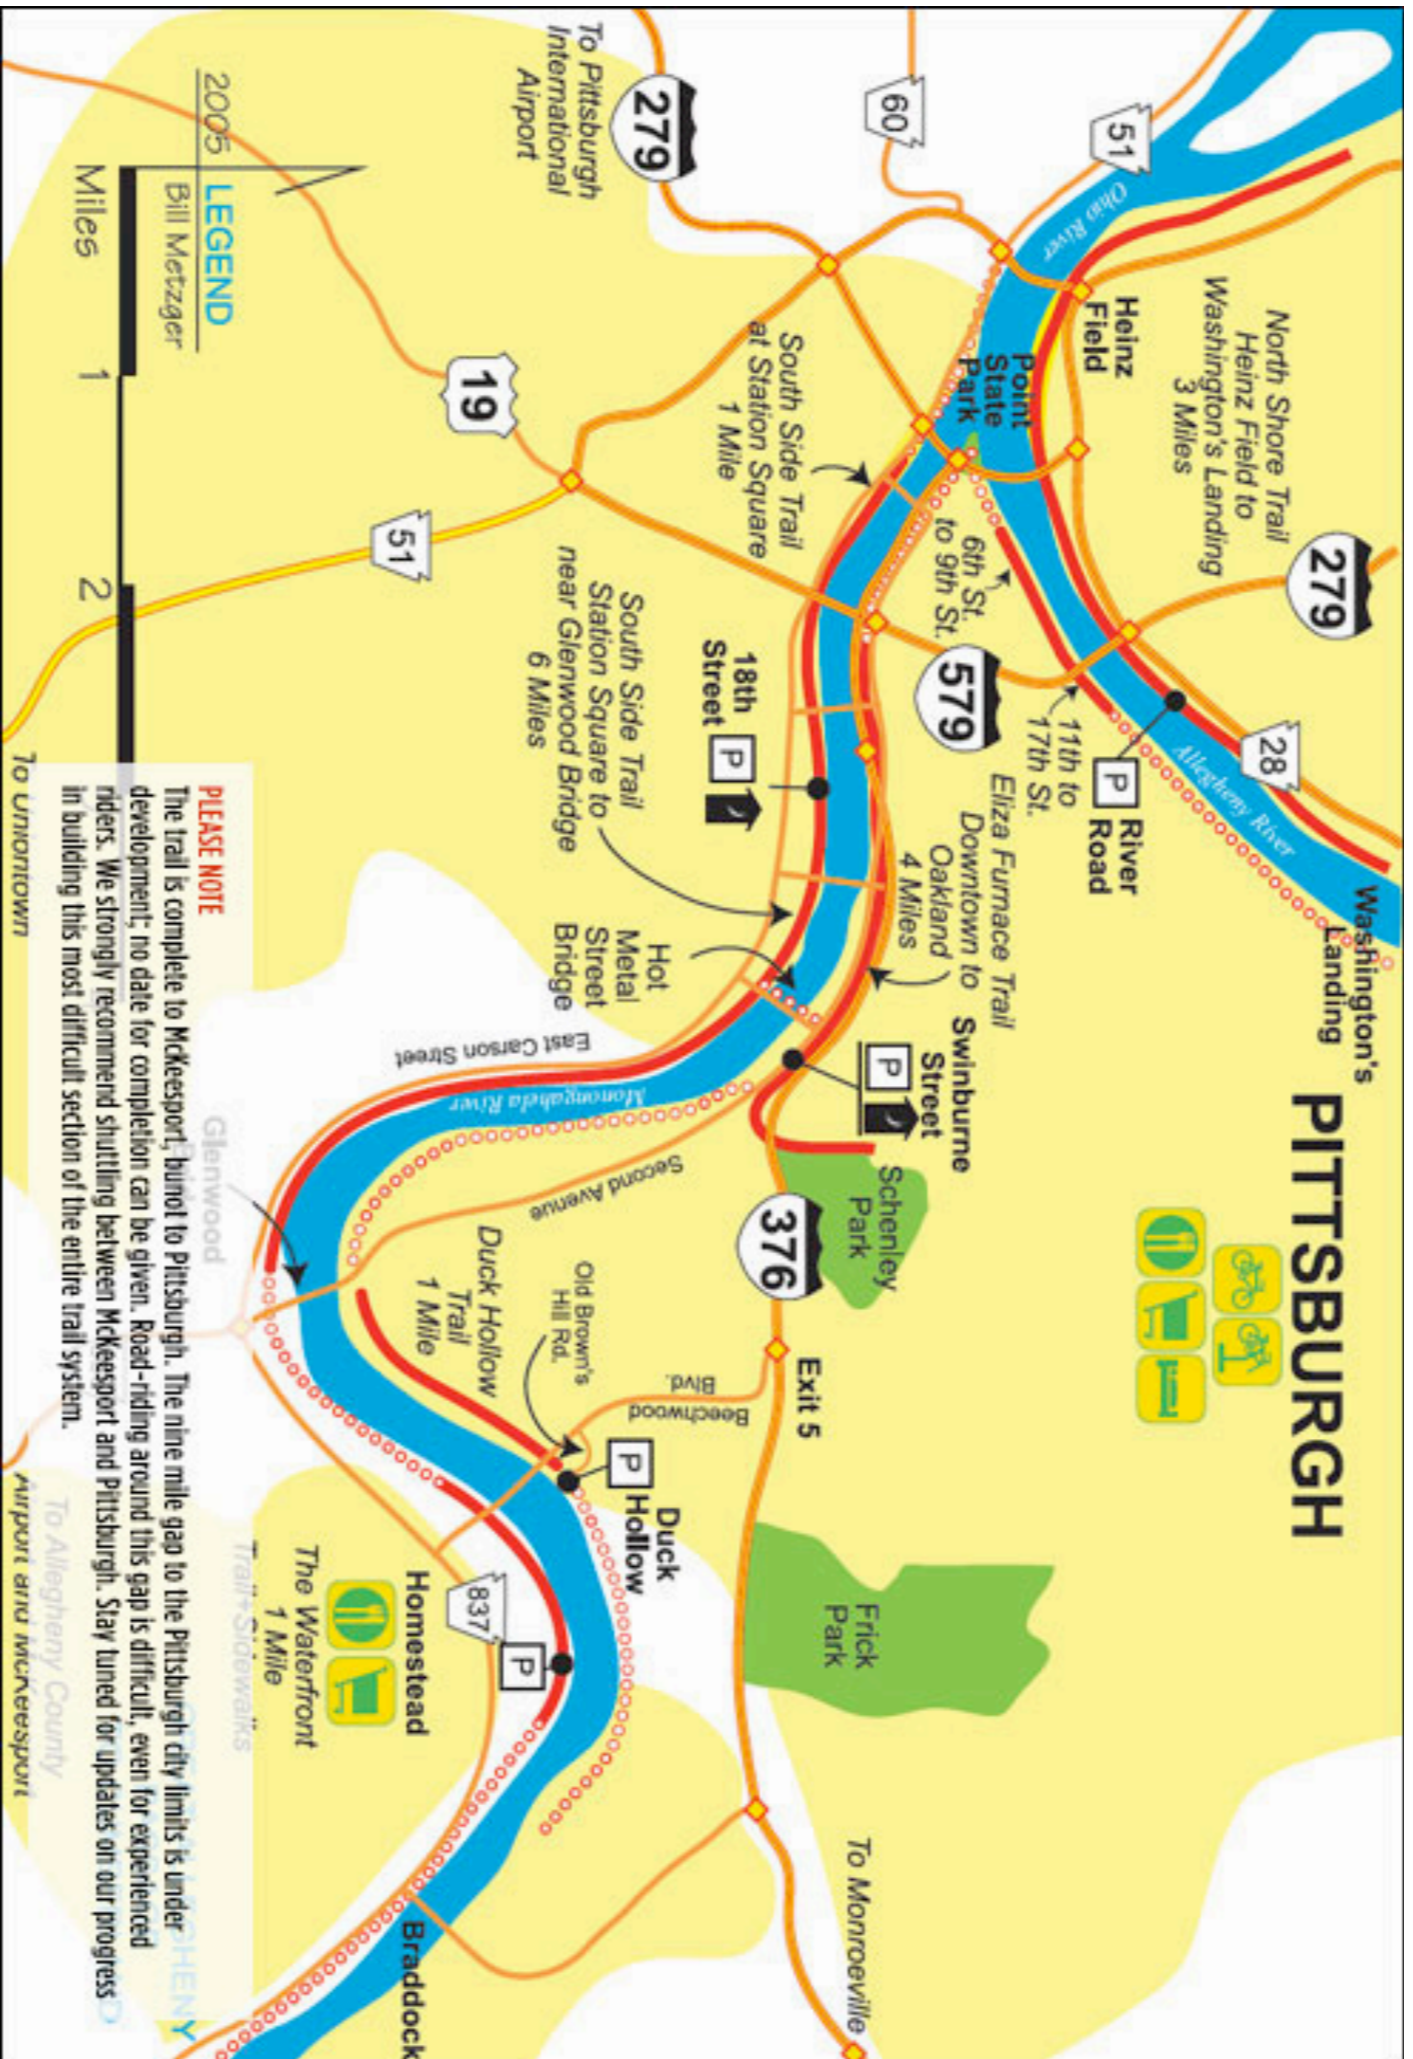 PITTSBURGH
Washington's
Landing
51
Ohio River
Heinz
Field
North Shore Trail
Heinz Field to
Washington's Landing
3 Miles
279
28
Allegheny River
River
Road
P
11th to
17th St.
6th St.
to 9th St.
579
Point
State
Park
60
279
To Pittsburgh
International
Airport
South Side Trail
at Station Square
1 Mile
Eliza Furnace Trail
Downtown to
Oakland
4 Miles
Swinburne
Street
P
18th
Street
P
South Side Trail
Station Square to
near Glenwood Bridge
6 Miles
Hot
Metal
Street
Bridge
East Carson Street
Monongahela River
Second Avenue
Schenley
Park
376
Exit 5
Beechwood
Blvd.
Old Brown's
Hill Rd.
Duck Hollow
Trail
1 Mile
P
Duck
Hollow
Frick
Park
To Monroeville
19
51
Glenwood
837
P
Homestead
The Waterfront
1 Mile
Trail+Sidewalks
Braddock
2005
LEGEND
Bill Metzger
Miles
1
2
PLEASE NOTE
The trail is complete to McKeesport, but not to Pittsburgh. The nine mile gap to the Pittsburgh city limits is under
development; no date for completion can be given. Road-riding around this gap is difficult, even for experienced
riders. We strongly recommend shuttling between McKeesport and Pittsburgh. Stay tuned for updates on our progress
in building this most difficult section of the entire trail system.
To Uniontown
To Allegheny County
Airport and McKeesport